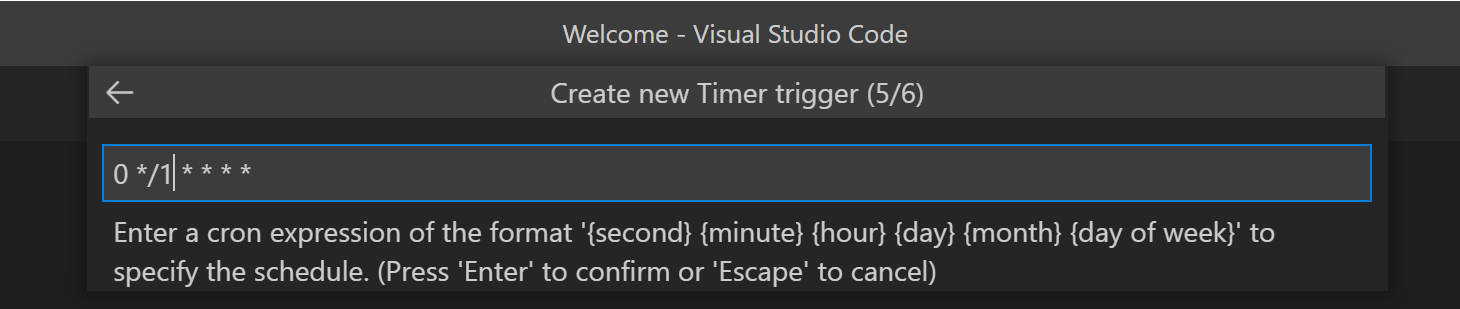 Welcome - Visual Studio Code
Create new Timer trigger (5/6)
0 */1 * * * *
Enter a cron expression of the format '{second} {minute} {hour} {day} {month} {day of week}' to
specify the schedule. (Press 'Enter' to confirm or 'Escape' to cancel)